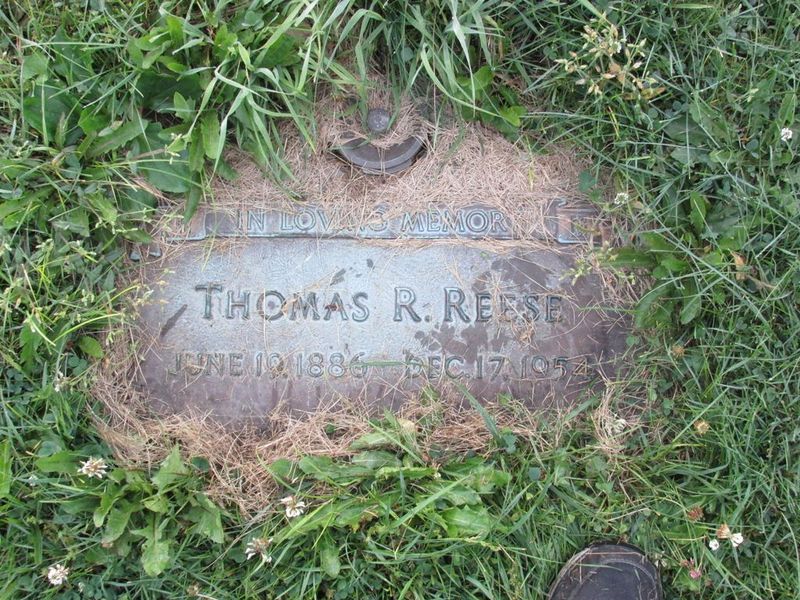 IN LOVING MEMORY
THOMAS R. REESE
JUNE 19 1886 — DEC. 17 1954